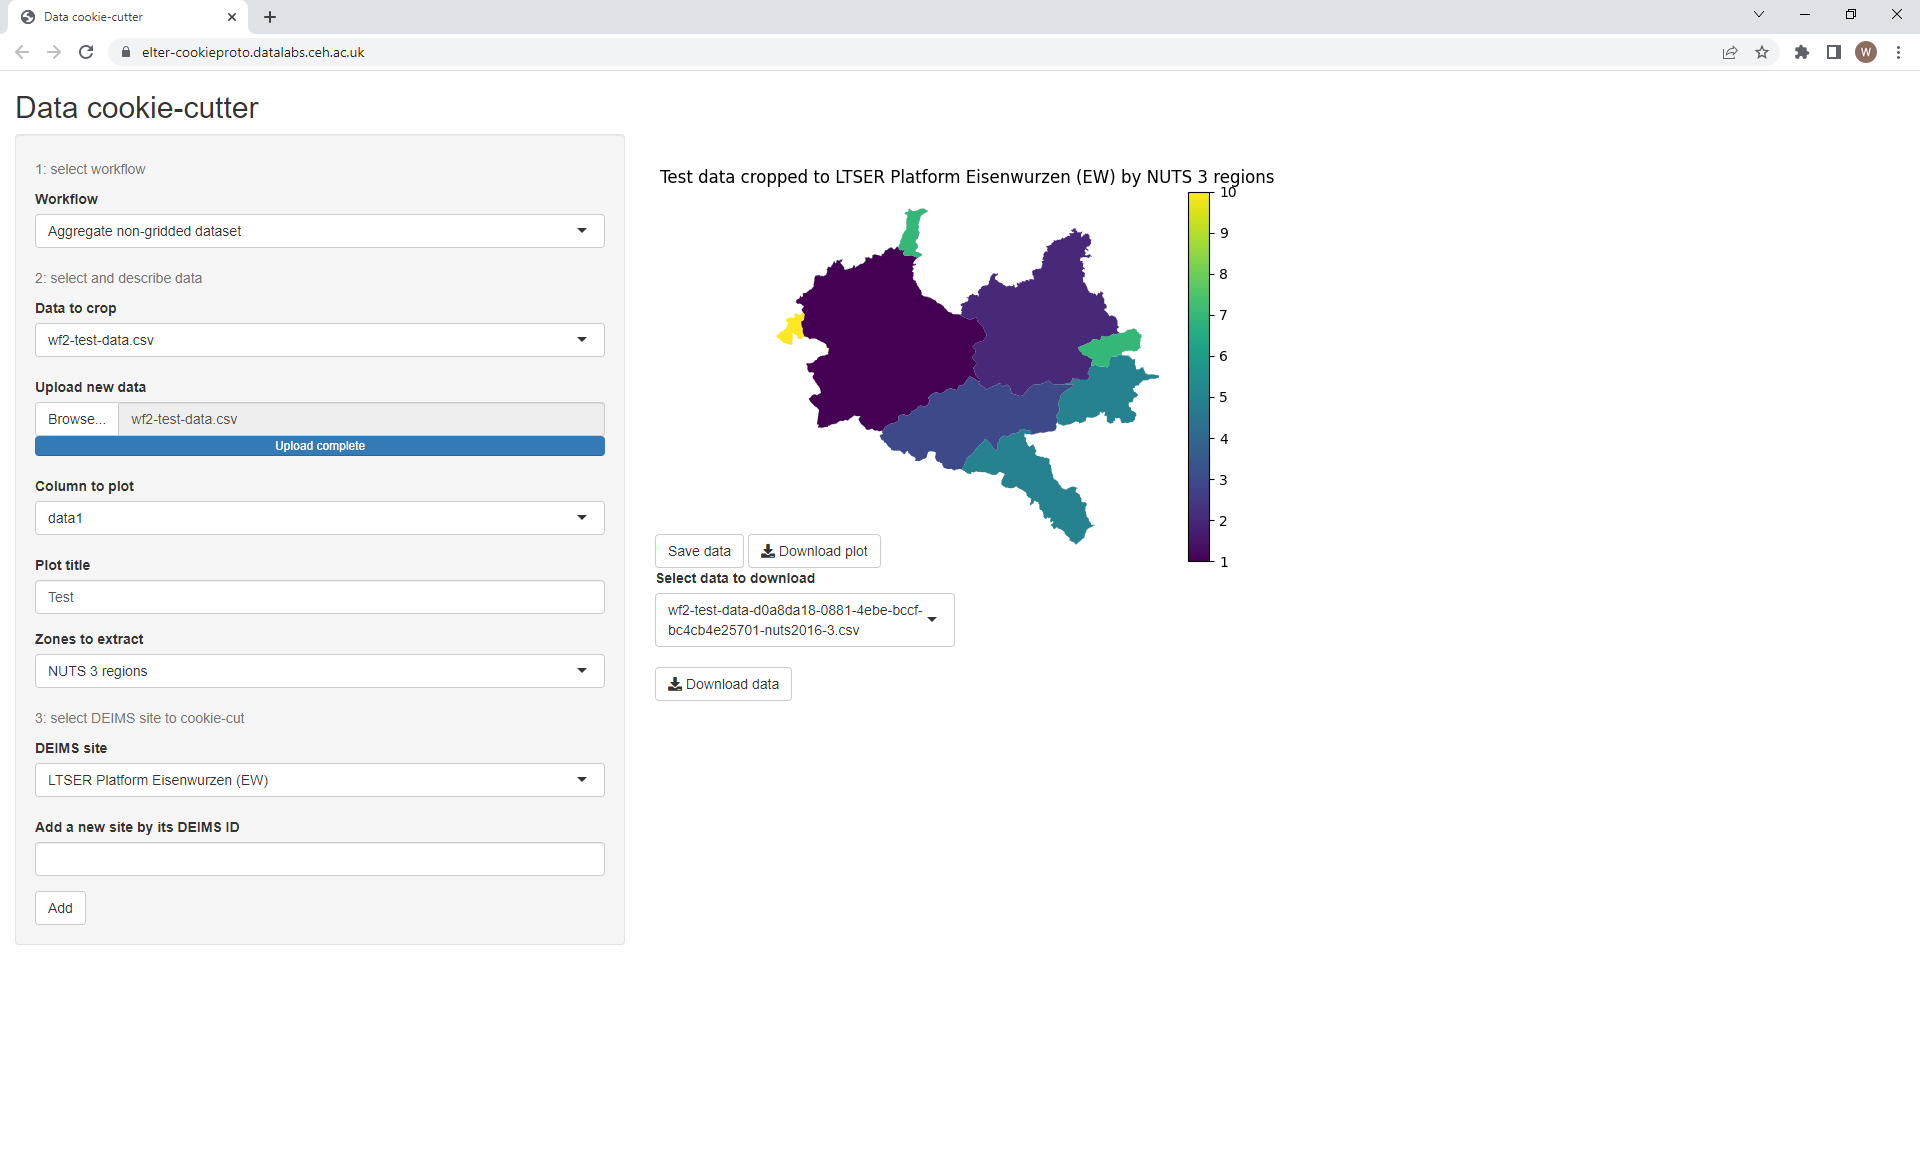 Data cookie-cutter
elter-cookieproto.datalabs.ceh.ac.uk
W
Data cookie-cutter
1: select workflow
Workflow
Aggregate non-gridded dataset
2: select and describe data
Data to crop
wf2-test-data.csv
Upload new data
Browse... wf2-test-data.csv
Upload complete
Column to plot
data1
Plot title
Test
Zones to extract
NUTS 3 regions
3: select DEIMS site to cookie-cut
DEIMS site
LTSER Platform Eisenwurzen (EW)
Add a new site by its DEIMS ID
Add
Test data cropped to LTSER Platform Eisenwurzen (EW) by NUTS 3 regions
10
9
8
7
6
5
4
3
2
1
Save data Download plot
Select data to download
wf2-test-data-d0a8da18-0881-4ebe-bccf-
bc4cb4e25701-nuts2016-3.csv
Download data